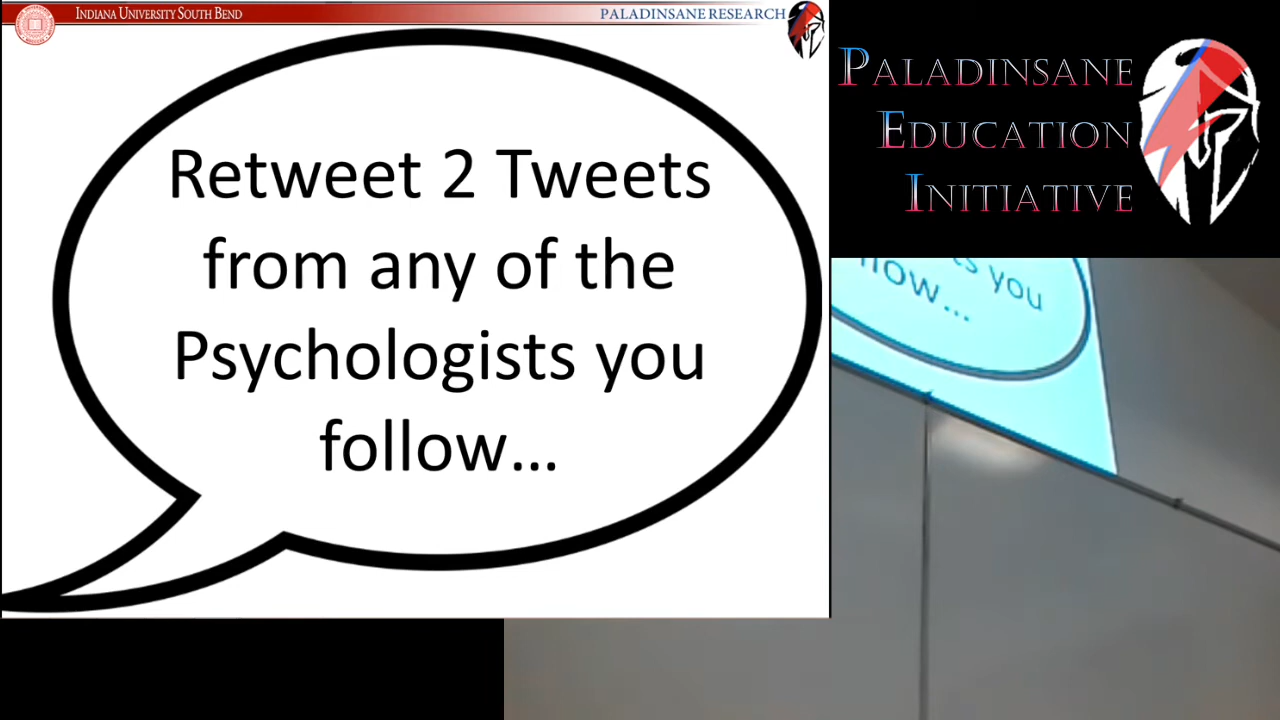 INDIANA UNIVERSITY SOUTH BEND
PALADINSANE RESEARCH
Retweet 2 Tweets
from any of the
Psychologists you
follow...
PALADINSANE
EDUCATION
INITIATIVE
you